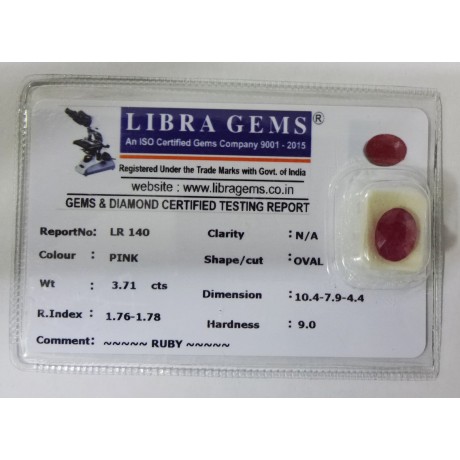 LIBRA GEMS®
An ISO Certified Gems Company 9001 - 2015
Registered Under the Trade Marks with Govt. of India
website : www.libragems.co.in
GEMS & DIAMOND CERTIFIED TESTING REPORT
ReportNo: LR 140 Clarity : N/A
Colour : PINK Shape/cut : OVAL
Wt : 3.71 cts Dimension : 10.4-7.9-4.4
R.Index : 1.76-1.78 Hardness : 9.0
Comment: ~~~~~ RUBY ~~~~~